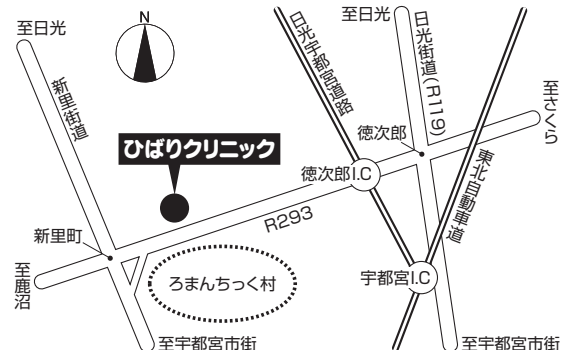 N
至日光
至日光
新里街道
日光宇都宮道路
日光街道(R119)
至さくら
ひばりクリニック
徳次郎
徳次郎I.C
東北自動車道
R293
新里町
至鹿沼
ろまんちっく村
宇都宮I.C
至宇都宮市街
至宇都宮市街